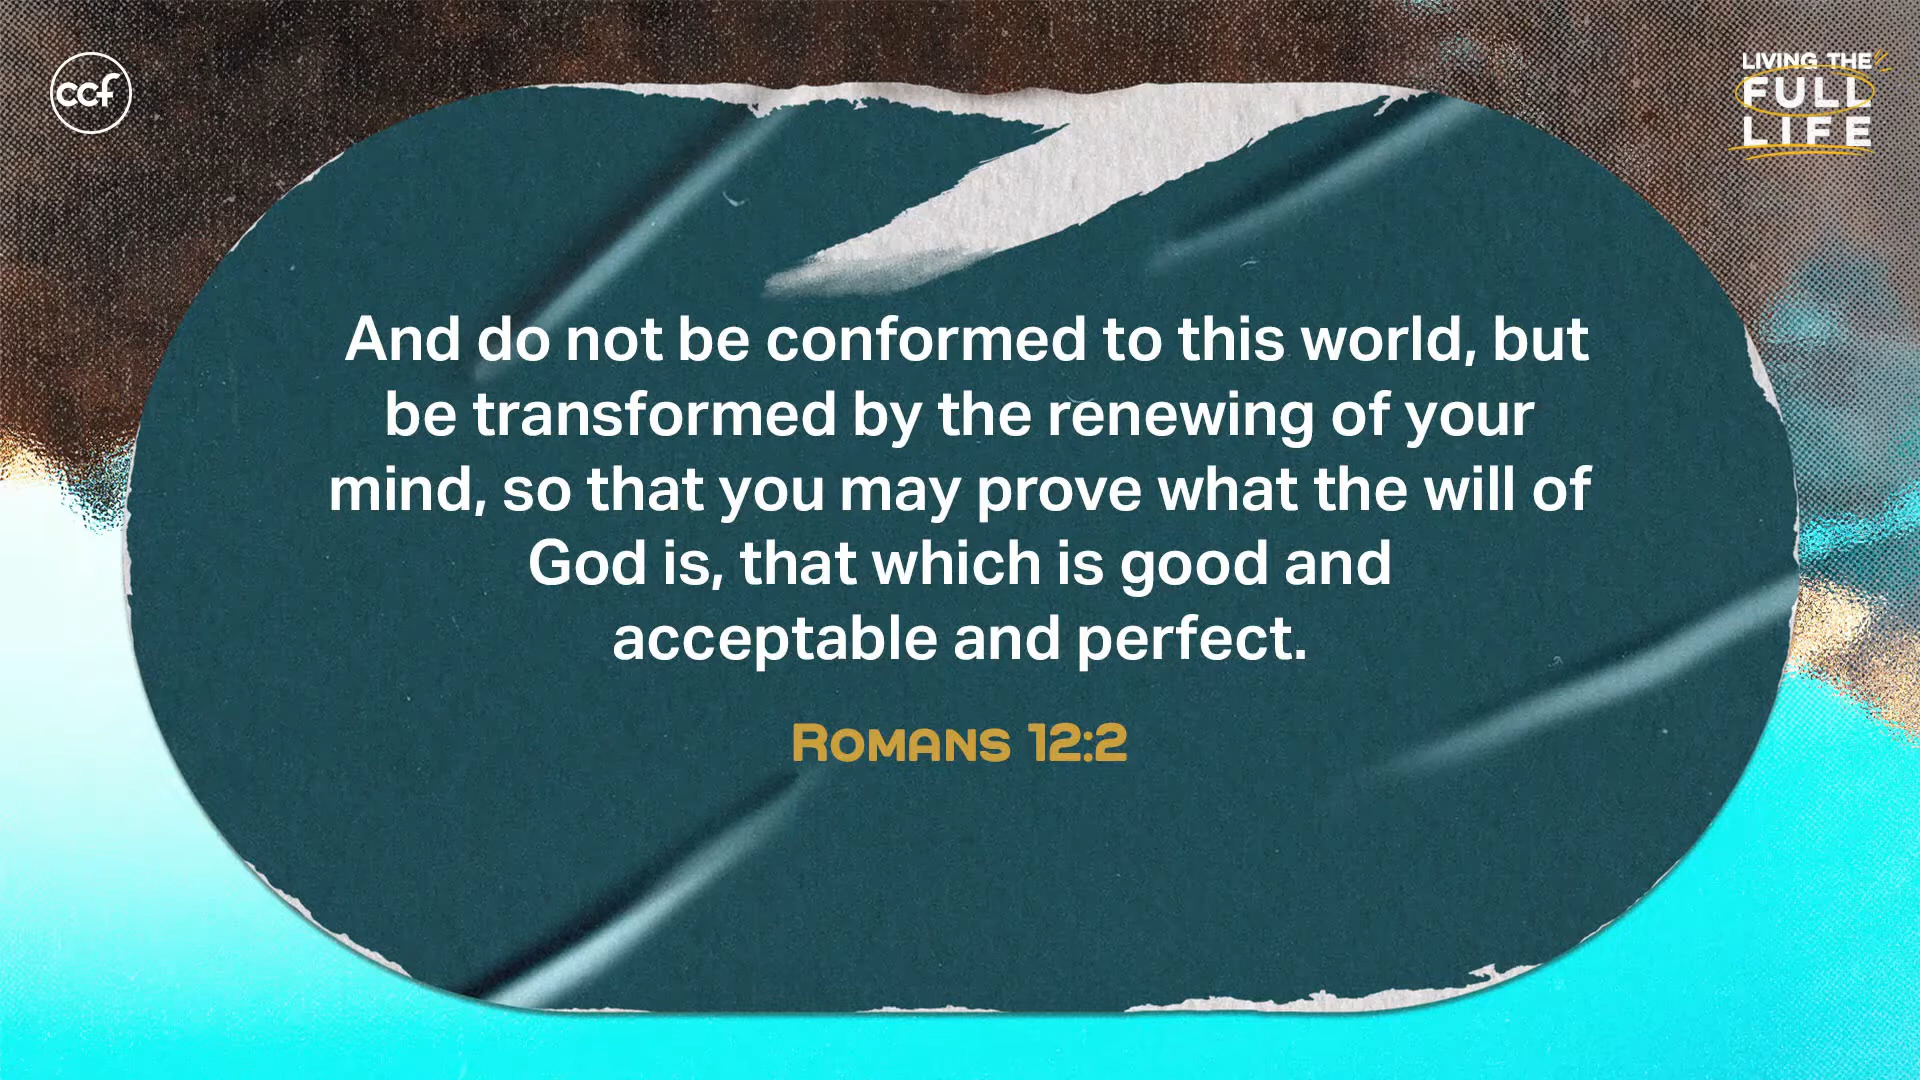 ccf
LIVING THE
FULL
LIFE
And do not be conformed to this world, but
be transformed by the renewing of your
mind, so that you may prove what the will of
God is, that which is good and
acceptable and perfect.
ROMANS 12:2